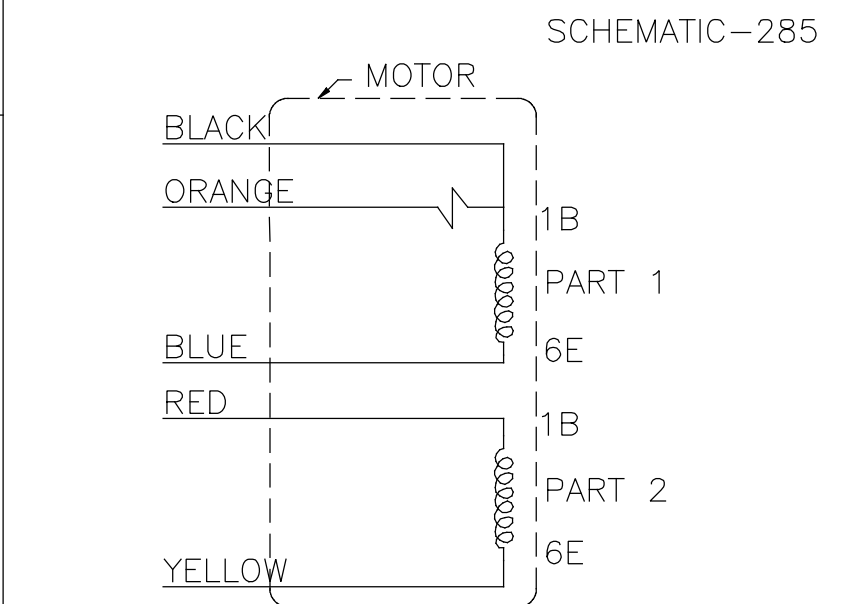 SCHEMATIC-285
MOTOR
BLACK
ORANGE
1B
PART 1
BLUE
6E
RED
1B
PART 2
6E
YELLOW